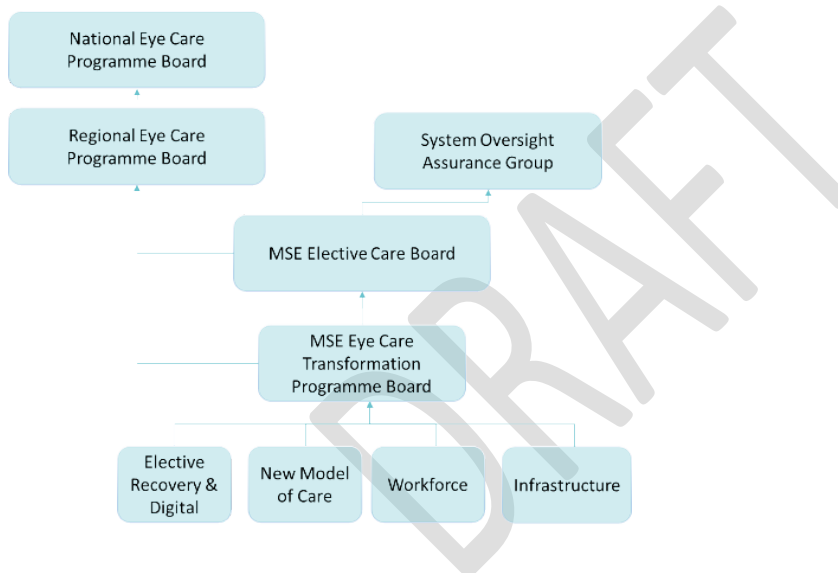 National Eye Care
Programme Board
Regional Eye Care
Programme Board
System Oversight
Assurance Group
MSE Elective Care Board
MSE Eye Care
Transformation
Programme Board
Elective
Recovery &
Digital
New Model
of Care
Workforce
Infrastructure
DRAFT